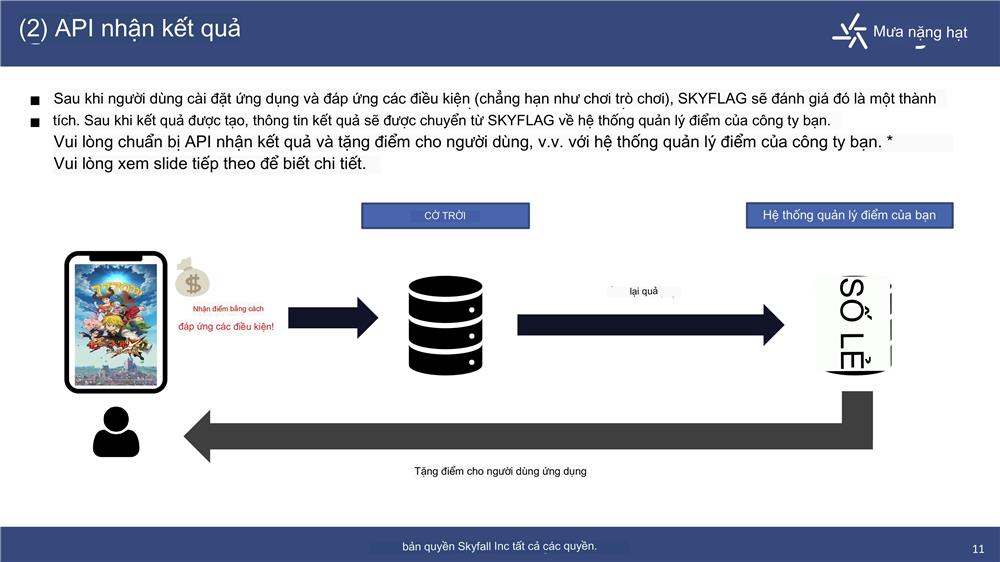 (2) API nhận kết quả
Mưa nặng hạt
■ Sau khi người dùng cài đặt ứng dụng và đáp ứng các điều kiện (chẳng hạn như chơi trò chơi), SKYFLAG sẽ đánh giá đó là một thành
■ tích. Sau khi kết quả được tạo, thông tin kết quả sẽ được chuyển từ SKYFLAG về hệ thống quản lý điểm của công ty bạn.
Vui lòng chuẩn bị API nhận kết quả và tặng điểm cho người dùng, v.v. với hệ thống quản lý điểm của công ty bạn. *
Vui lòng xem slide tiếp theo để biết chi tiết.
CỜ TRỜI
Hệ thống quản lý điểm của bạn
Nhận điểm bằng cách
đáp ứng các điều kiện!
lại quả
SỐ LẺ
Tặng điểm cho người dùng ứng dụng
bản quyền Skyfall Inc tất cả các quyền.
11